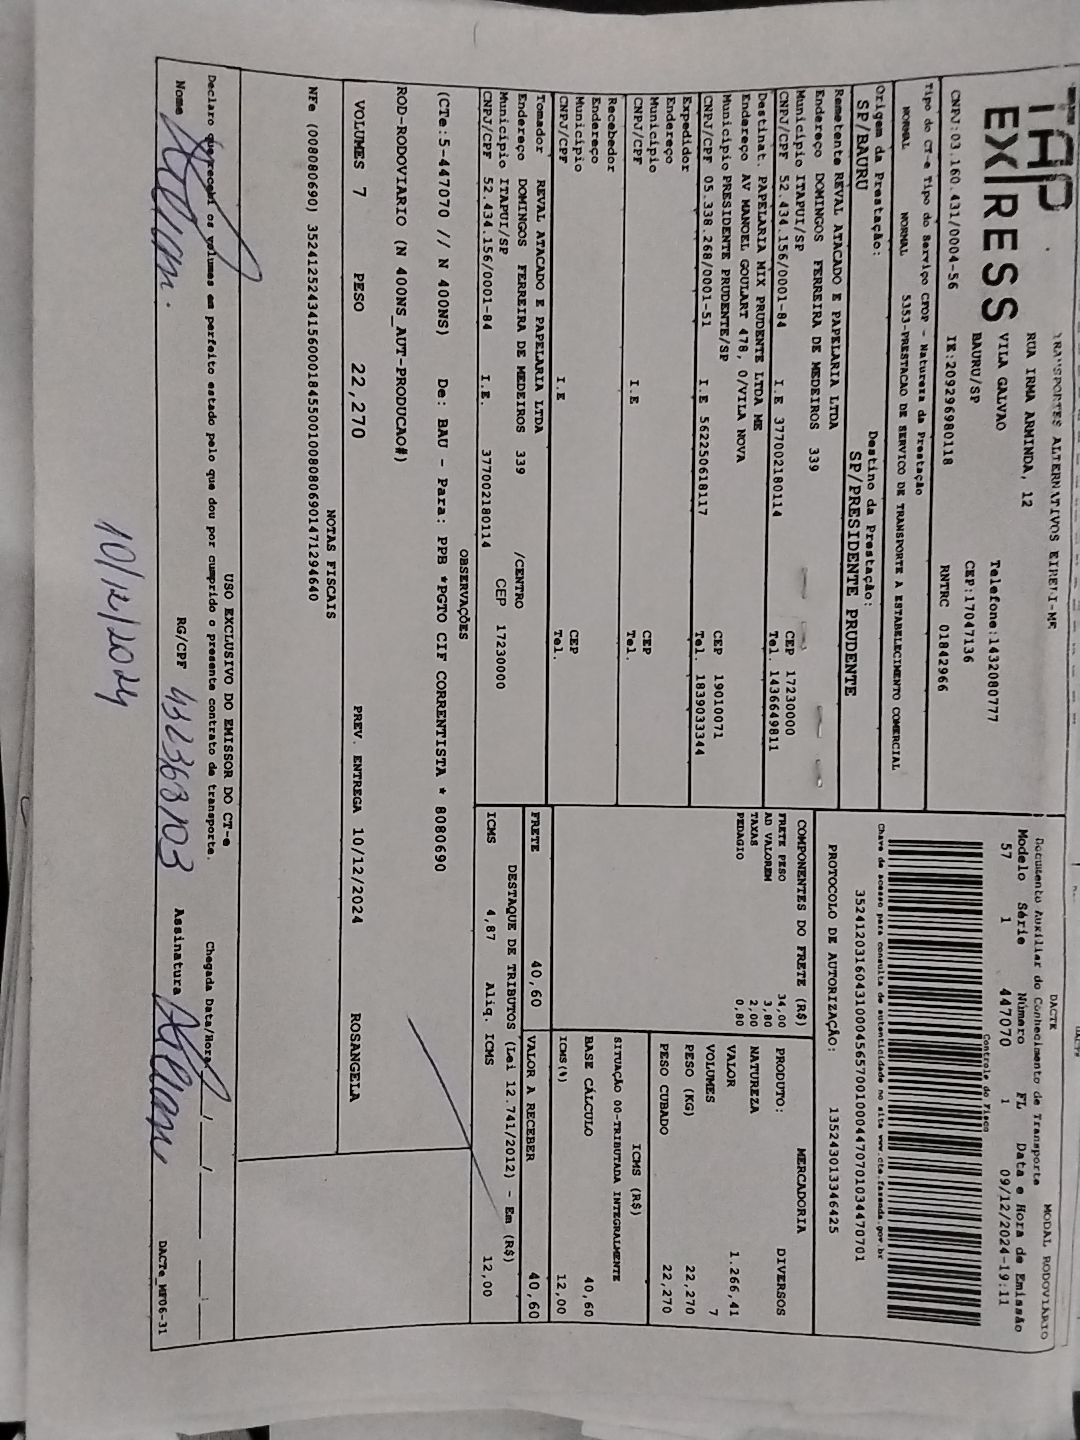 TAP
EXPRESS
TRANSPORTES ALTERNATIVOS EIRELI-ME
RUA IRMA ARMINDA, 12
VILA GALVAO
BAURU/SP
Telefone:1432080777
CEP:17047136
CNPJ:03.160.431/0004-56
IE:209296980118
RNTRC 01842966
Tipo do CT-e Tipo do Serviço CFOP - Natureza da Prestação
NORMAL NORMAL 5353-PRESTACAO DE SERVICO DE TRANSPORTE A ESTABELECIMENTO COMERCIAL
Origem da Prestação: Destino da Prestação:
SP/BAURU SP/PRESIDENTE PRUDENTE
Remetente REVAL ATACADO E PAPELARIA LTDA
Endereço DOMINGOS FERREIRA DE MEDEIROS 339
Município ITAPUI/SP CEP 17230000
CNPJ/CPF 52.434.156/0001-84 I.E 377002180114 Tel. 1436649811
Destinat. PAPELARIA MIX PRUDENTE LTDA ME
Endereço AV MANOEL GOULART 478, 0/VILA NOVA
Município PRESIDENTE PRUDENTE/SP CEP 19010071
CNPJ/CPF 05.338.268/0001-51 I.E 562250618117 Tel. 1839033344
Expedidor
Endereço
Município CEP
CNPJ/CPF I.E Tel.
Recebedor
Endereço
Município CEP
CNPJ/CPF I.E Tel.
Tomador REVAL ATACADO E PAPELARIA LTDA
Endereço DOMINGOS FERREIRA DE MEDEIROS 339 /CENTRO
Município ITAPUI/SP CEP 17230000
CNPJ/CPF 52.434.156/0001-84 I.E. 377002180114
DACTE MODAL RODOVIÁRIO
Documento Auxiliar do Conhecimento de Transporte
Modelo Série Número FL Data e Hora de Emissão
57 1 447070 1 09/12/2024-19:11
Controle do Fisco
Chave de acesso para consulta de autenticidade no site www.cte.fazenda.gov.br
35241203160431000456570010004470701034470701
PROTOCOLO DE AUTORIZAÇÃO: 135243013346425
COMPONENTES DO FRETE (R$)
FRETE PESO 34,00
AD VALOREM 3,80
TAXAS 2,00
PEDAGIO 0,80
MERCADORIA
PRODUTO: DIVERSOS
NATUREZA
VALOR 1.266,41
VOLUMES 7
PESO (KG) 22,270
PESO CUBADO 22,270
ICMS (R$)
SITUAÇÃO 00-TRIBUTADA INTEGRALMENTE
BASE CÁLCULO 40,60
ICMS(%) 12,00
FRETE 40,60 VALOR A RECEBER 40,60
DESTAQUE DE TRIBUTOS (Lei 12.741/2012) - Em (R$)
ICMS 4,87 Aliq. ICMS 12,00
OBSERVAÇÕES
(CTe:5-447070 // N 400NS) De: BAU - Para: PPB *PGTO CIF CORRENTISTA * 8080690
ROD-RODOVIARIO (N 400NS_AUT-PRODUCAO#)
VOLUMES 7 PESO 22,270 PREV. ENTREGA 10/12/2024 ROSANGELA
NOTAS FISCAIS
NFe (008080690) 35241252434156000184550010080806901471294640
USO EXCLUSIVO DO EMISSOR DO CT-e
Declaro que recebi os volumes em perfeito estado pelo que dou por cumprido o presente contrato de transporte. Chegada Data/Hora
Nome RG/CPF 432363103 Assinatura
DACTe_MF06-31
10/12/2024